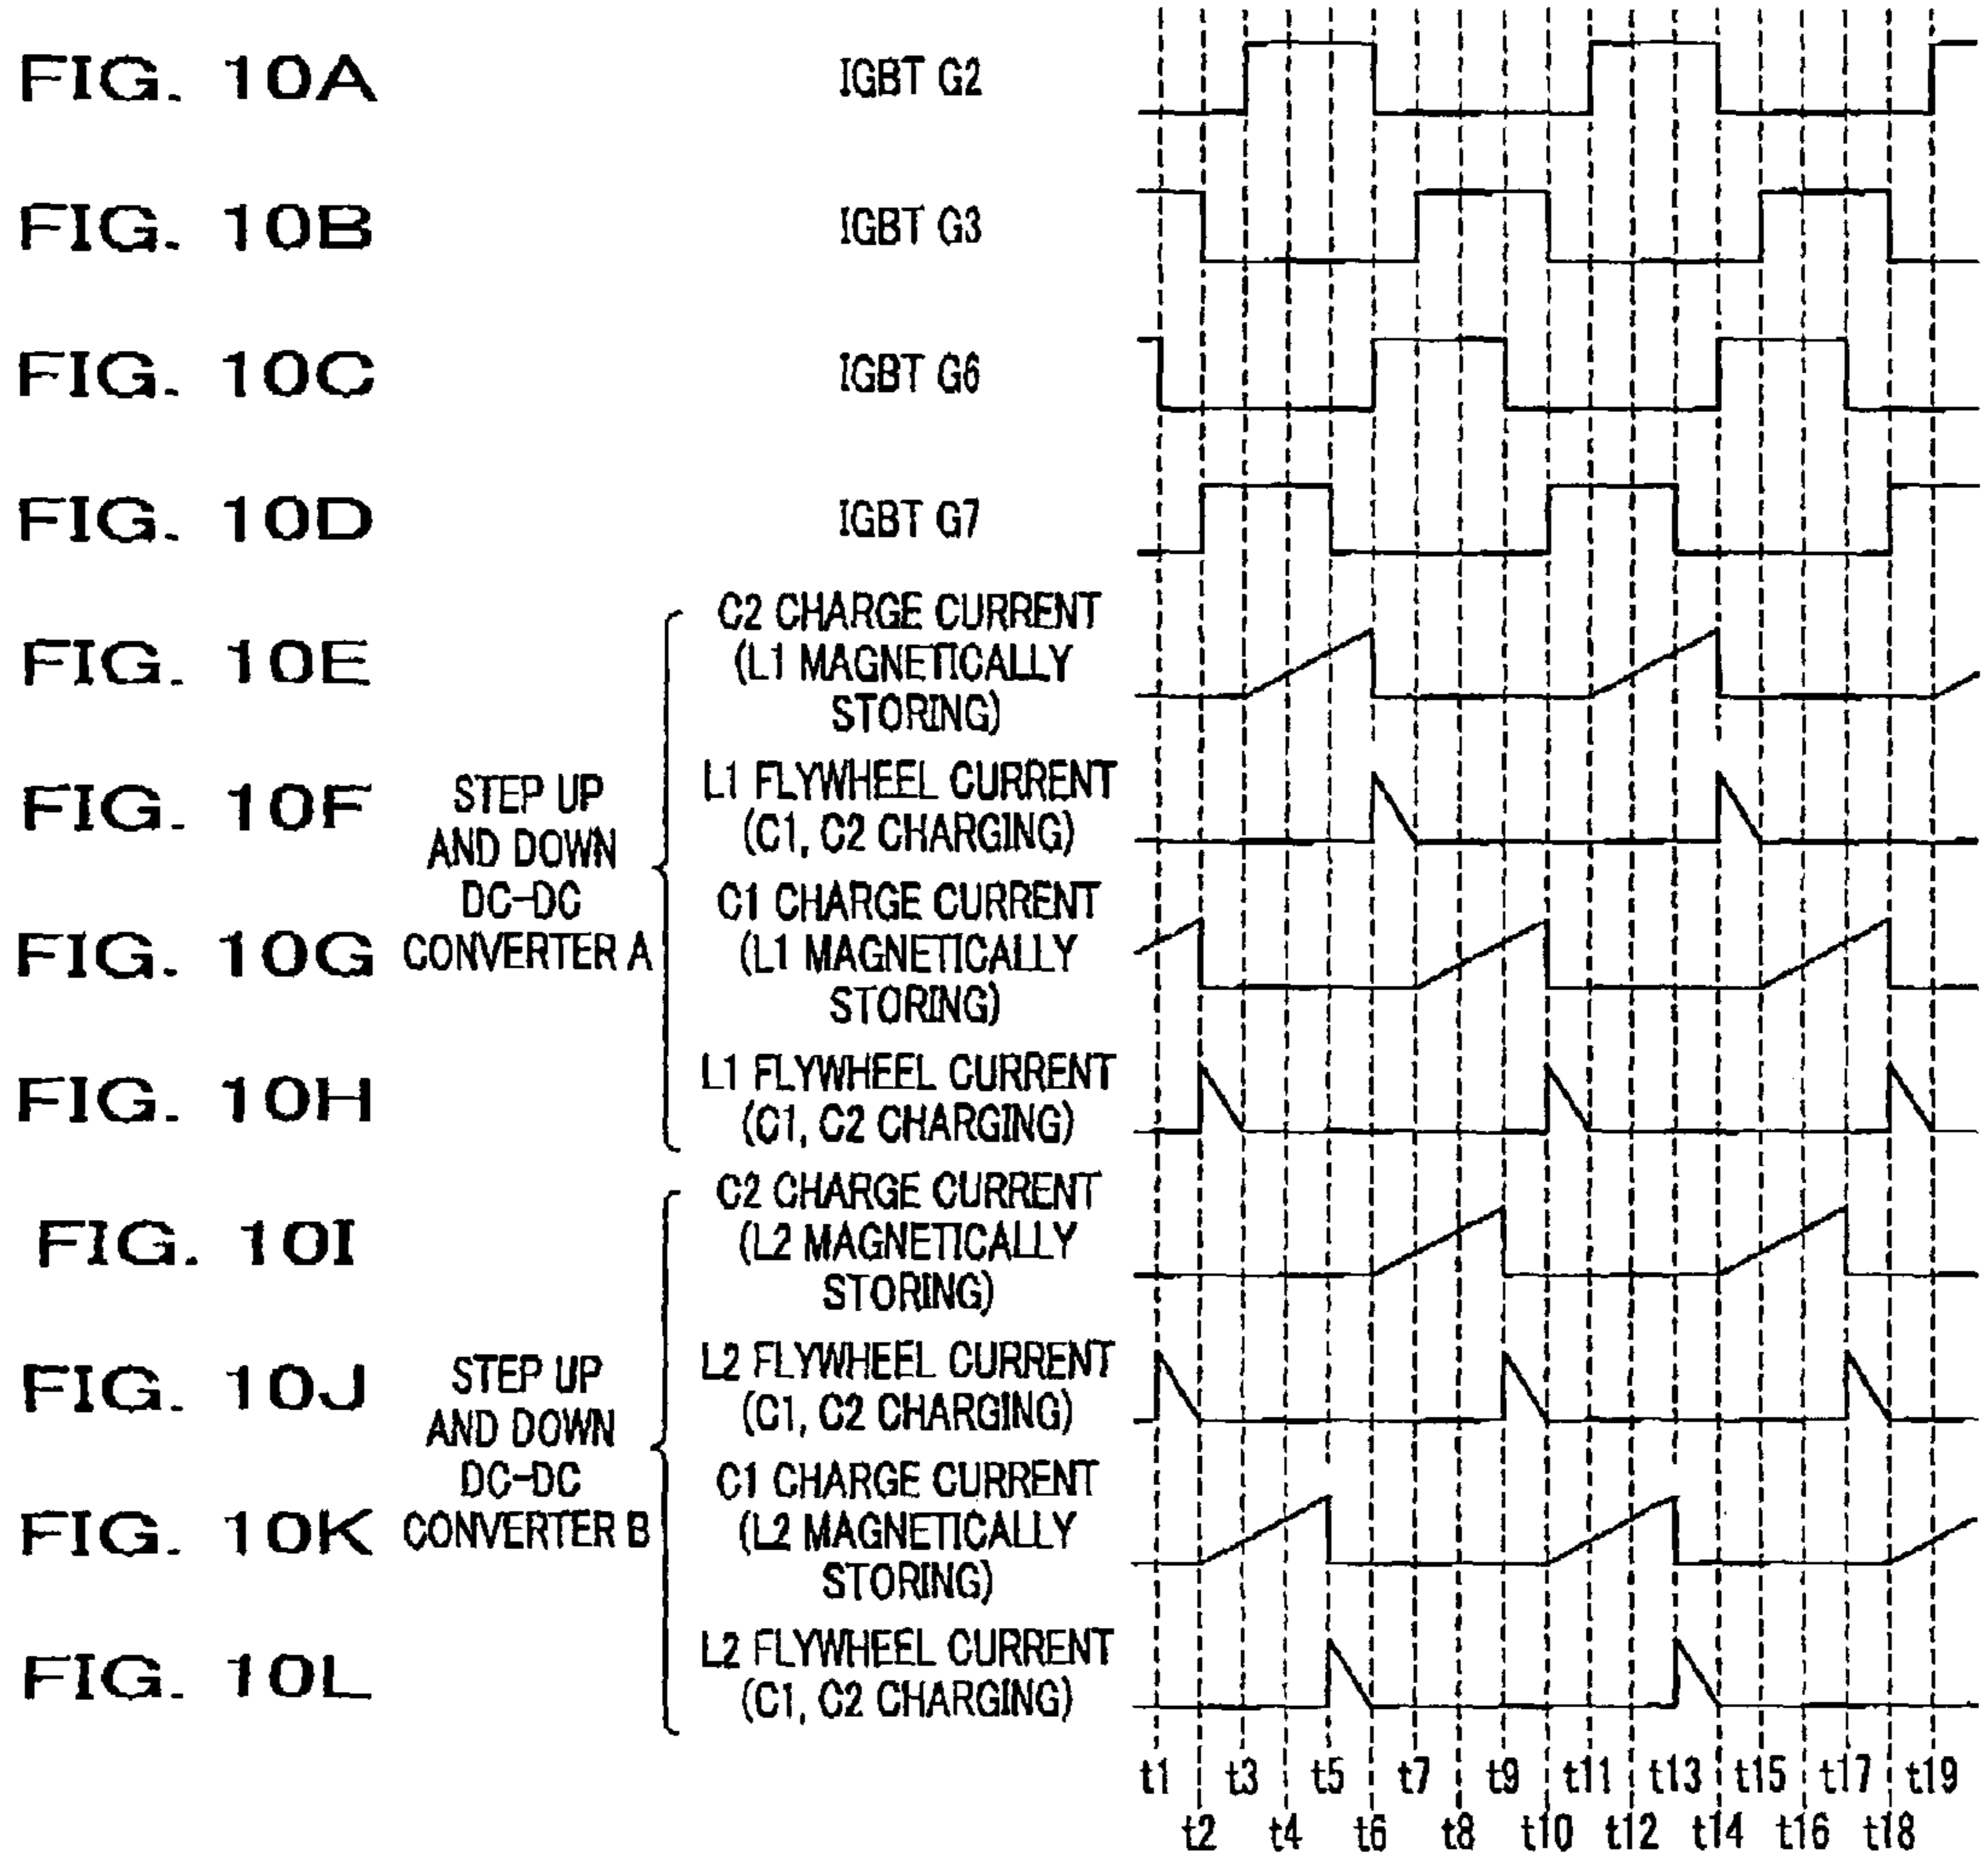 FIG. 10A
IGBT G2
FIG. 10B
IGBT G3
FIG. 10C
IGBT G6
FIG. 10D
IGBT G7
FIG. 10E
C2 CHARGE CURRENT
(L1 MAGNETICALLY
STORING)
FIG. 10F
STEP UP
AND DOWN
DC-DC
CONVERTER A
L1 FLYWHEEL CURRENT
(C1, C2 CHARGING)
FIG. 10G
C1 CHARGE CURRENT
(L1 MAGNETICALLY
STORING)
FIG. 10H
L1 FLYWHEEL CURRENT
(C1, C2 CHARGING)
FIG. 10I
C2 CHARGE CURRENT
(L2 MAGNETICALLY
STORING)
FIG. 10J
STEP UP
AND DOWN
DC-DC
CONVERTER B
L2 FLYWHEEL CURRENT
(C1, C2 CHARGING)
FIG. 10K
C1 CHARGE CURRENT
(L2 MAGNETICALLY
STORING)
FIG. 10L
L2 FLYWHEEL CURRENT
(C1, C2 CHARGING)
t1 t3 t5 t7 t9 t11 t13 t15 t17 t19
t2 t4 t6 t8 t10 t12 t14 t16 t18